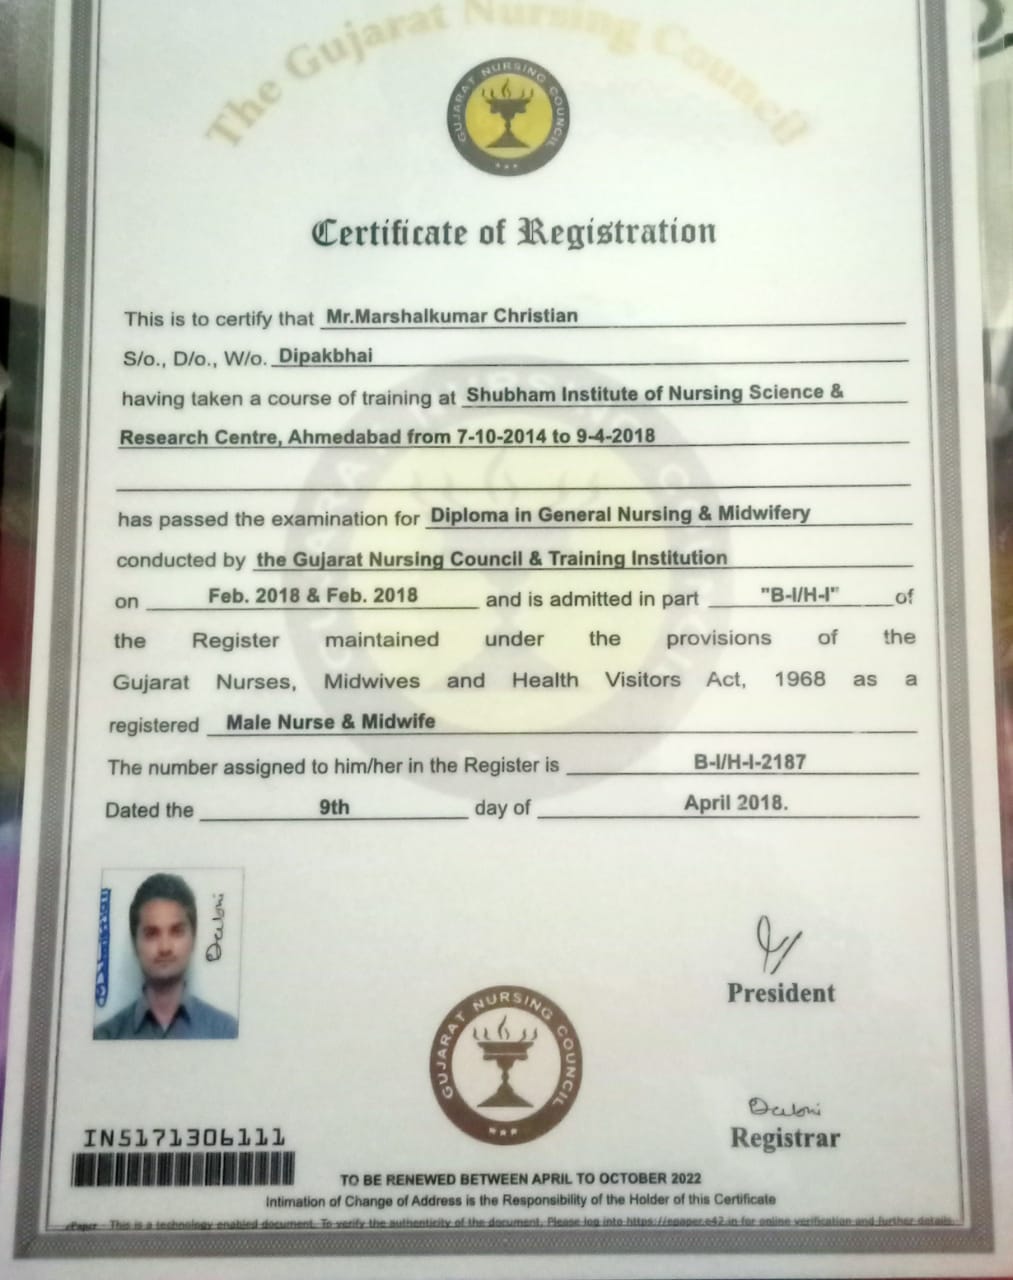 The Gujarat Nursing Council
GUJARAT NURSING COUNCIL
Certificate of Registration
This is to certify that Mr.Marshalkumar Christian
S/o., D/o., W/o. Dipakbhai
having taken a course of training at Shubham Institute of Nursing Science &
Research Centre, Ahmedabad from 7-10-2014 to 9-4-2018
has passed the examination for Diploma in General Nursing & Midwifery
conducted by the Gujarat Nursing Council & Training Institution
on Feb. 2018 & Feb. 2018 and is admitted in part "B-I/H-I" of
the Register maintained under the provisions of the
Gujarat Nurses, Midwives and Health Visitors Act, 1968 as a
registered Male Nurse & Midwife
The number assigned to him/her in the Register is B-I/H-I-2187
Dated the 9th day of April 2018.
President
GUJARAT NURSING COUNCIL
Registrar
INS171306111
TO BE RENEWED BETWEEN APRIL TO OCTOBER 2022
Intimation of Change of Address is the Responsibility of the Holder of this Certificate
ePaper - This is a technology enabled document. To verify the authenticity of the document, Please log into https://epaper.e42.in for online verification and further details.